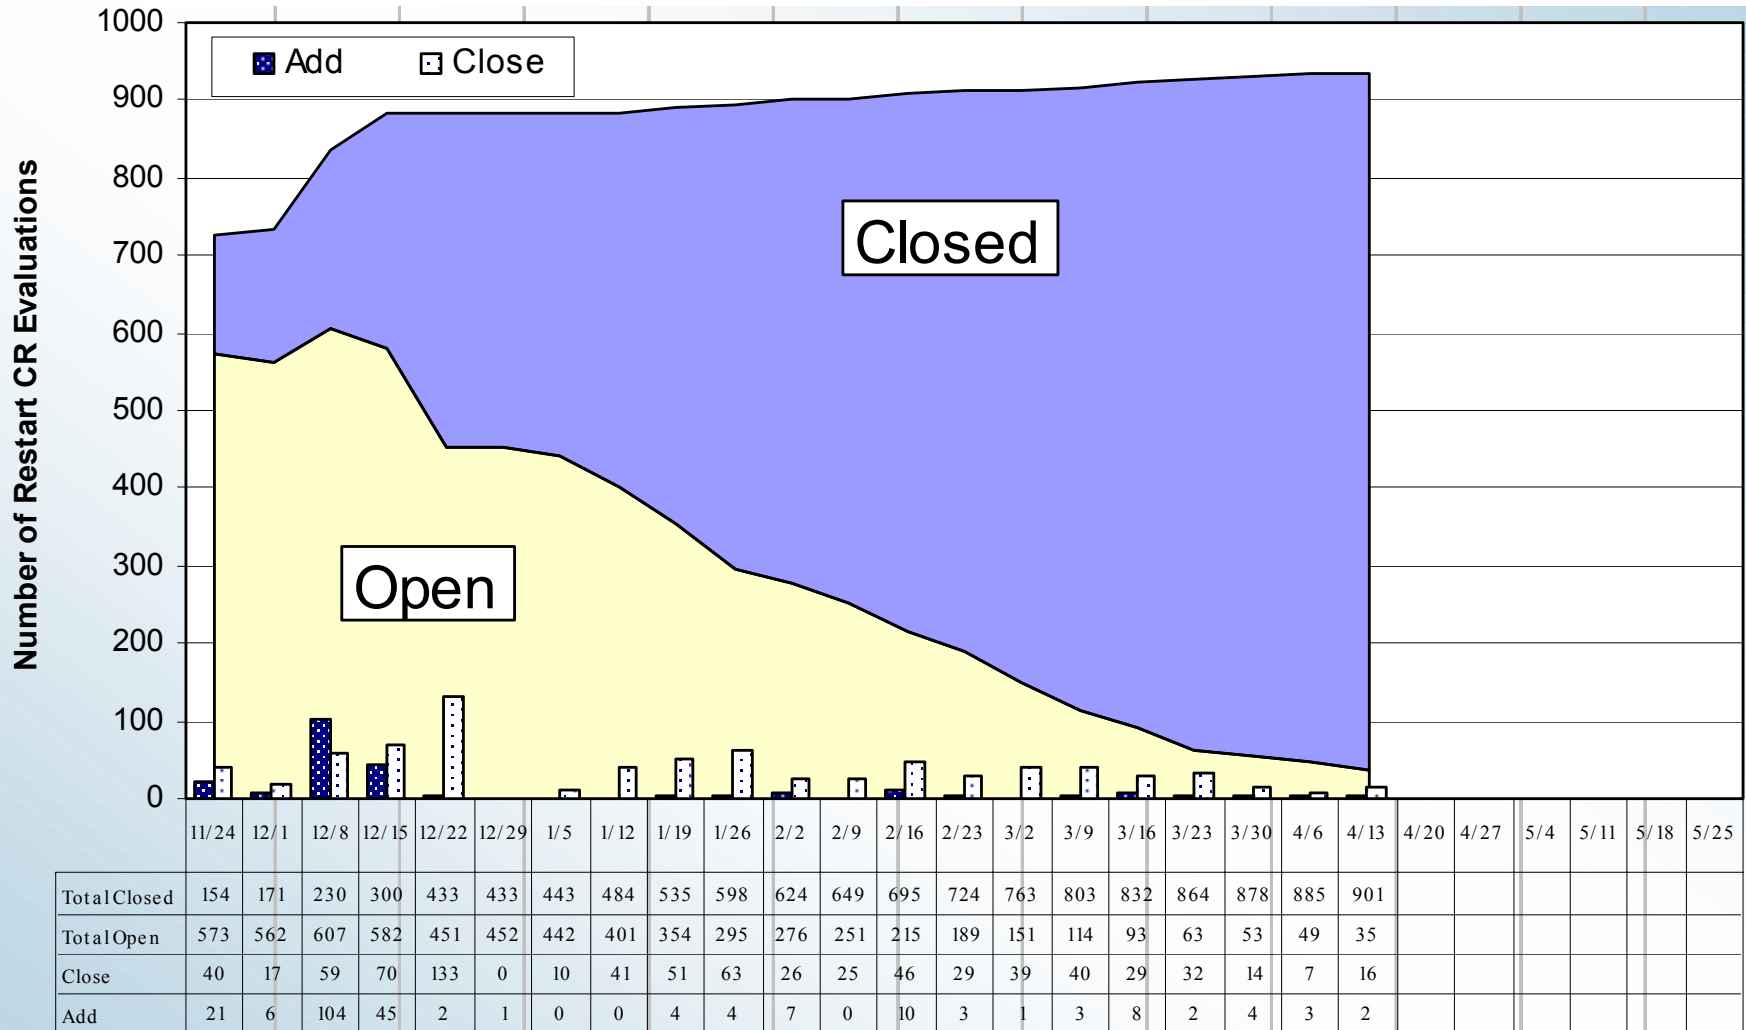 Number of Restart CR Evaluations
1000
900
800
700
600
500
400
300
200
100
0
Add Close
Closed
Open
11/24 12/1 12/8 12/15 12/22 12/29 1/5 1/12 1/19 1/26 2/2 2/9 2/16 2/23 3/2 3/9 3/16 3/23 3/30 4/6 4/13 4/20 4/27 5/4 5/11 5/18 5/25
Total Closed 154 171 230 300 433 433 443 484 535 598 624 649 695 724 763 803 832 864 878 885 901
Total Open 573 562 607 582 451 452 442 401 354 295 276 251 215 189 151 114 93 63 53 49 35
Close 40 17 59 70 133 0 10 41 51 63 26 25 46 29 39 40 29 32 14 7 16
Add 21 6 104 45 2 1 0 0 4 4 7 0 10 3 1 3 8 2 4 3 2